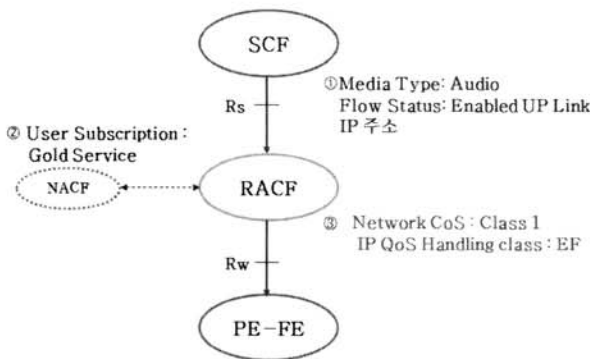 SCF
①Media Type: Audio
Flow Status: Enabled UP Link
IP 주소
Rs
② User Subscription :
Gold Service
NACF
RACF
③ Network CoS : Class 1
IP QoS Handling class : EF
Rw
PE-FE